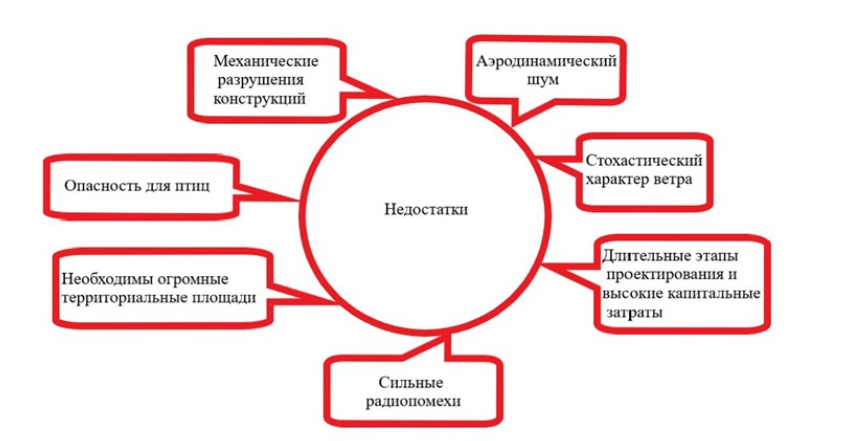 Механические
разрушения
конструкций
Аэродинамический
шум
Опасность для птиц
Стохастический
характер ветра
Недостатки
Необходимы огромные
территориальные площади
Длительные этапы
проектирования и
высокие капитальные
затраты
Сильные
радиопомехи